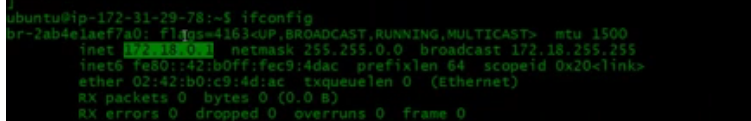 ubuntu@ip-172-31-29-78:~$ ifconfig
br-2ab4e1aef7a0: flags=4163<UP,BROADCAST,RUNNING,MULTICAST> mtu 1500
inet 172.18.0.1 netmask 255.255.0.0 broadcast 172.18.255.255
inet6 fe80::42:b0ff:fec9:4dac prefixlen 64 scopeid 0x20<link>
ether 02:42:b0:c9:4d:ac txqueuelen 0 (Ethernet)
RX packets 0 bytes 0 (0.0 B)
RX errors 0 dropped 0 overruns 0 frame 0